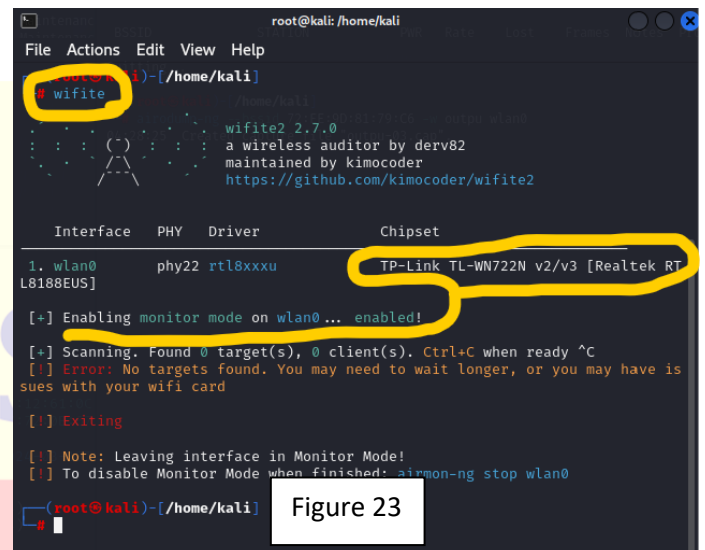 root@kali: /home/kali
File Actions Edit View Help
(root㉿kali)-[/home/kali]
# wifite
wifite2 2.7.0
a wireless auditor by derv82
maintained by kimocoder
https://github.com/kimocoder/wifite2
Interface PHY Driver Chipset
1. wlan0 phy22 rtl8xxxu TP-Link TL-WN722N v2/v3 [Realtek RT
L8188EUS]
[+] Enabling monitor mode on wlan0... enabled!
[+] Scanning. Found 0 target(s), 0 client(s). Ctrl+C when ready ^C
[!] Error: No targets found. You may need to wait longer, or you may have is
sues with your wifi card
[!] Exiting
[!] Note: Leaving interface in Monitor Mode!
[!] To disable Monitor Mode when finished: airmon-ng stop wlan0
(root㉿kali)-[/home/kali]
#
Figure 23